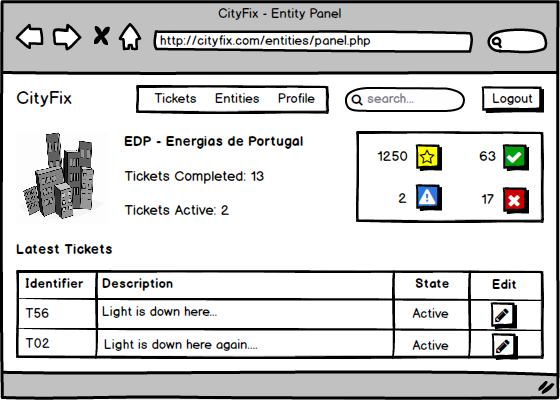 CityFix - Entity Panel
http://cityfix.com/entities/panel.php
CityFix
Tickets Entities Profile
search...
Logout
EDP - Energias de Portugal
Tickets Completed: 13
Tickets Active: 2
1250 63
2 17
Latest Tickets
Identifier Description State Edit
T56 Light is down here... Active
T02 Light is down here again.... Active